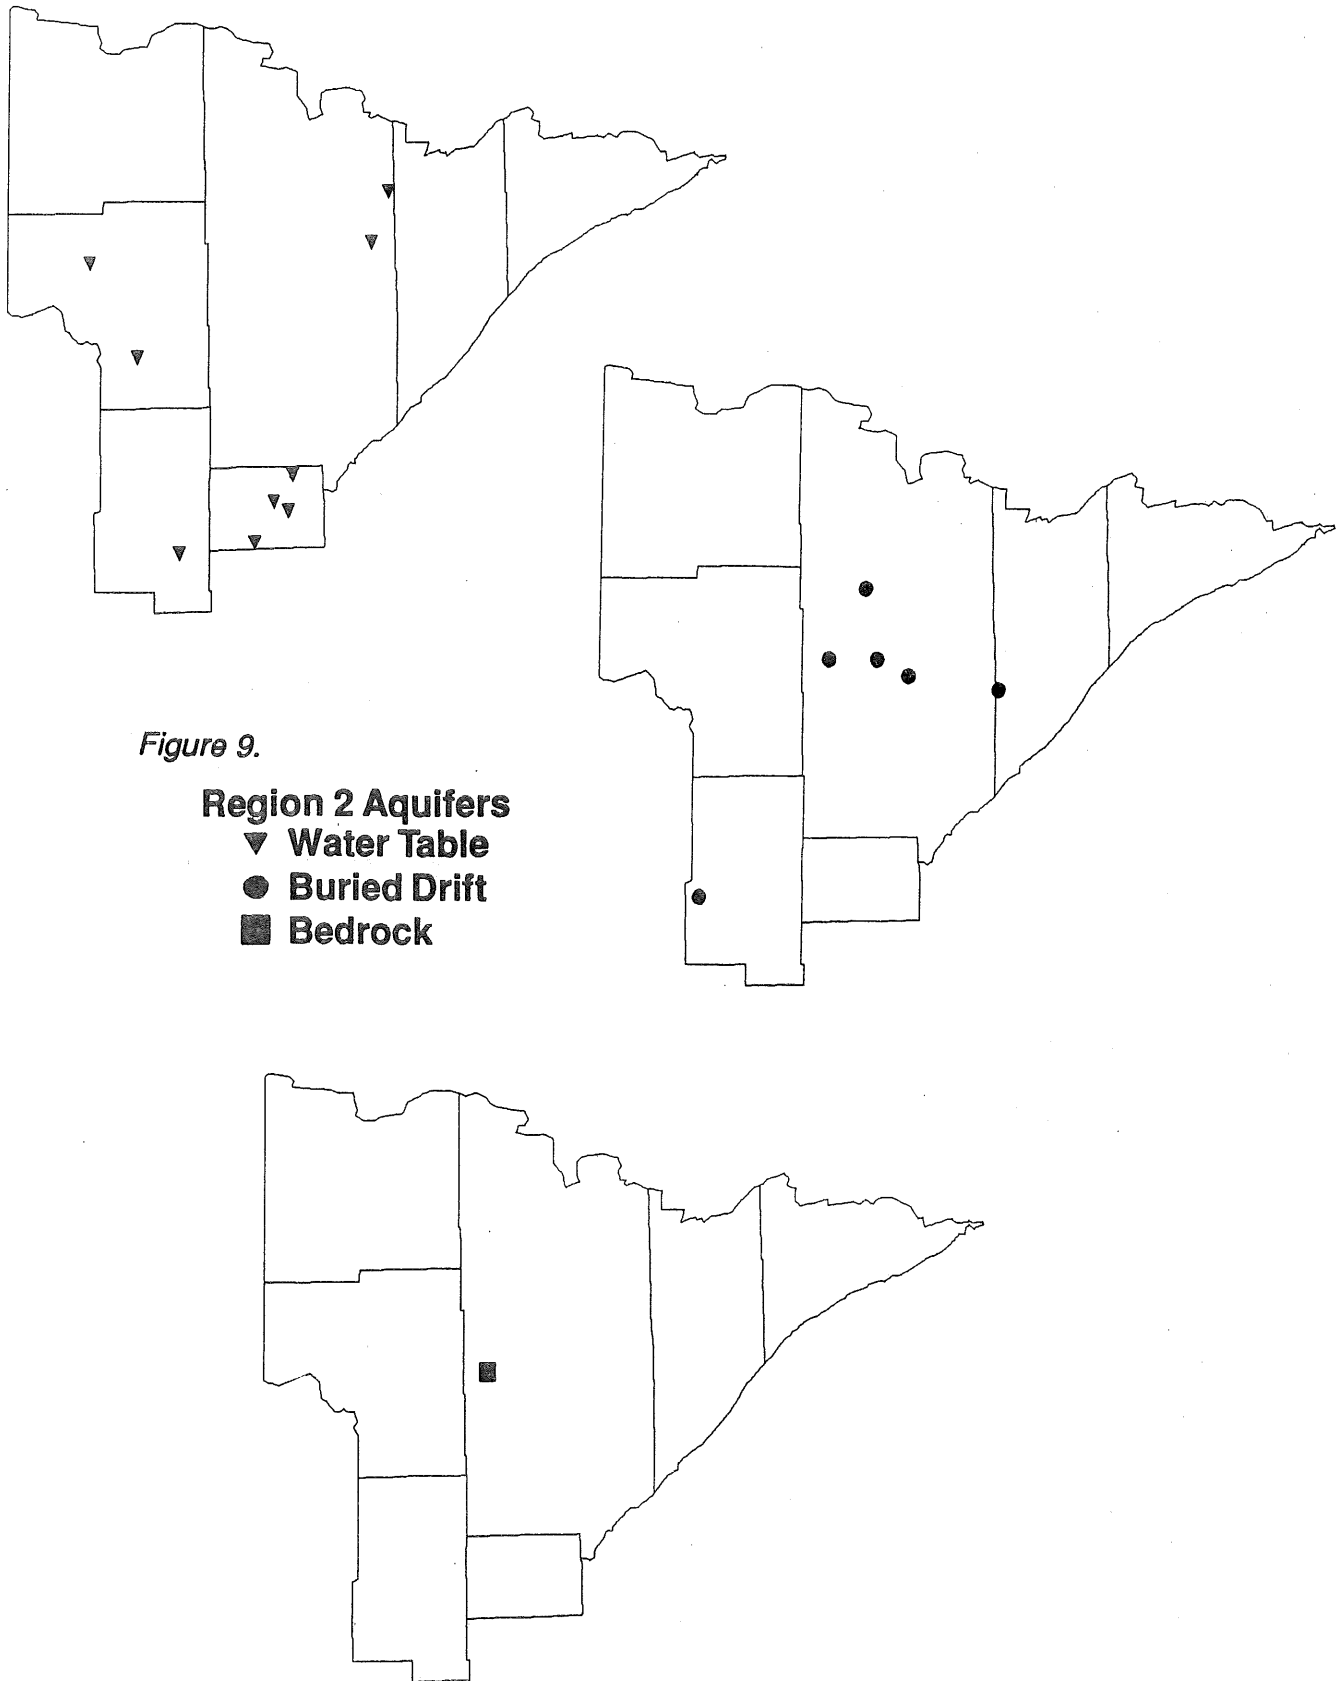 Figure 9.
Region 2 Aquifers
Water Table
Buried Drift
Bedrock